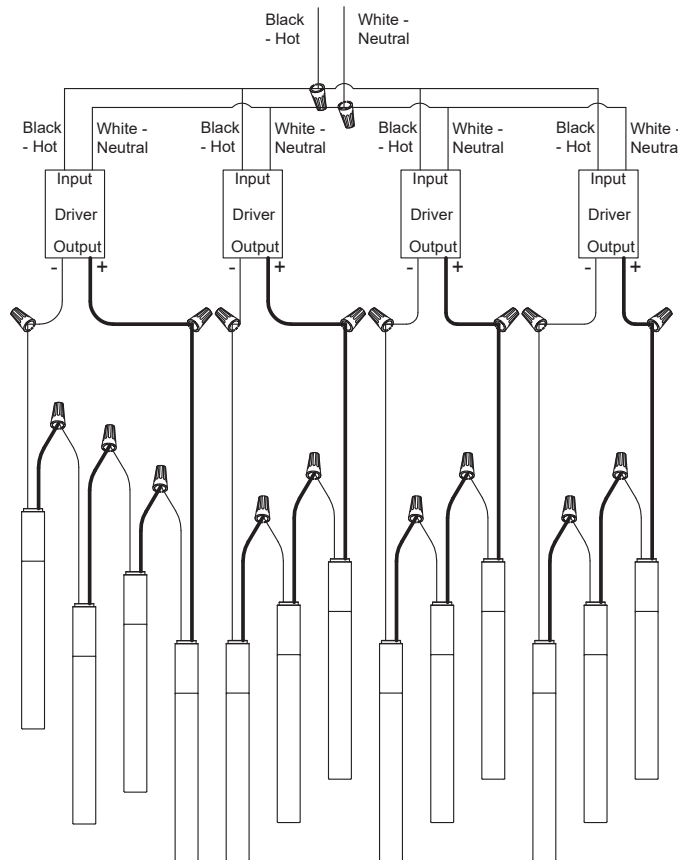 Black
- Hot
White -
Neutral
Black
- Hot
White -
Neutral
Black
- Hot
White -
Neutral
Black
- Hot
White -
Neutral
Black
- Hot
White -
Neutral
Input
Driver
Output
- +
Input
Driver
Output
- +
Input
Driver
Output
- +
Input
Driver
Output
- +